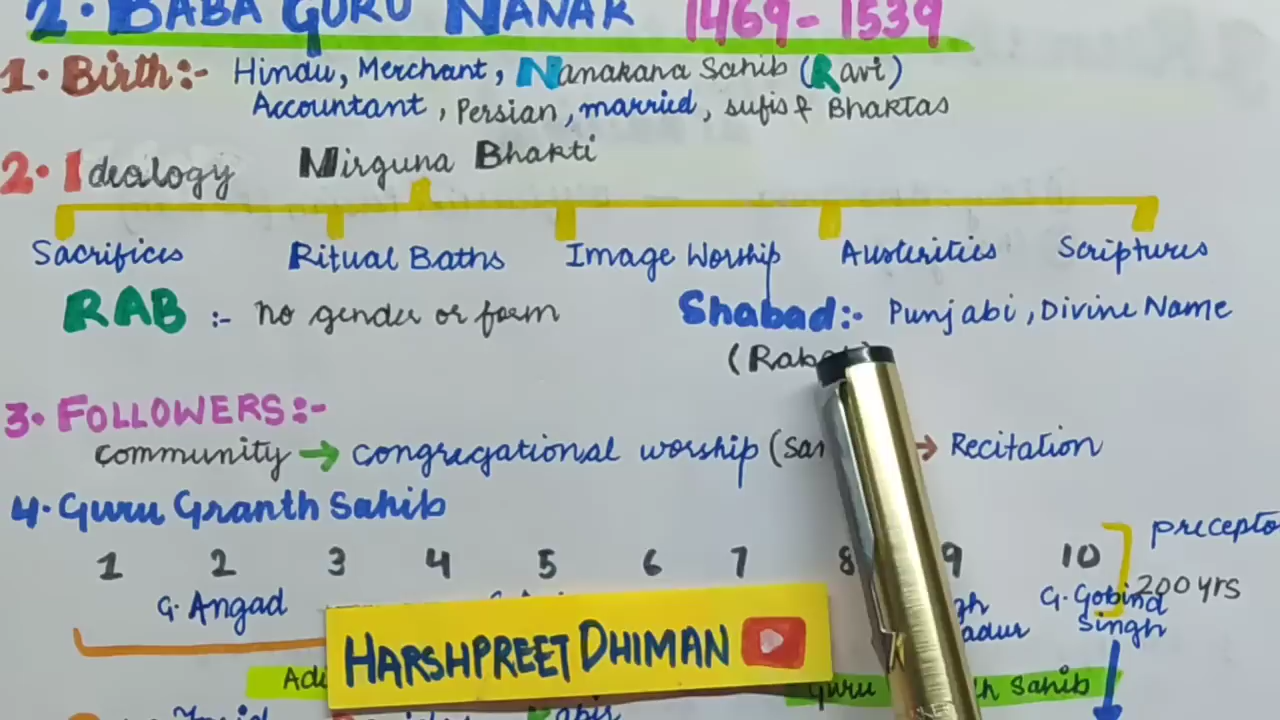 2. BABA GURU NANAK 1469-1539
1. Birth:- Hindu, Merchant, Nanakana Sahib (Ravi)
Accountant, Persian, married, sufis & Bhaktas
2. Idealogy Nirguna Bhakti
Sacrifices Ritual Baths Image Worship Austerities Scriptures
RAB :- no gender or form Shabad:- Punjabi, Divine Name
3. FOLLOWERS:-
community → congregational worship → Recitation
4. Guru Granth Sahib
1 2 3 4 5 6 7 8 9 10
200 yrs
G. Angad G. Gobind
Singh
HARSHPREET DHIMAN
Guru Sahib